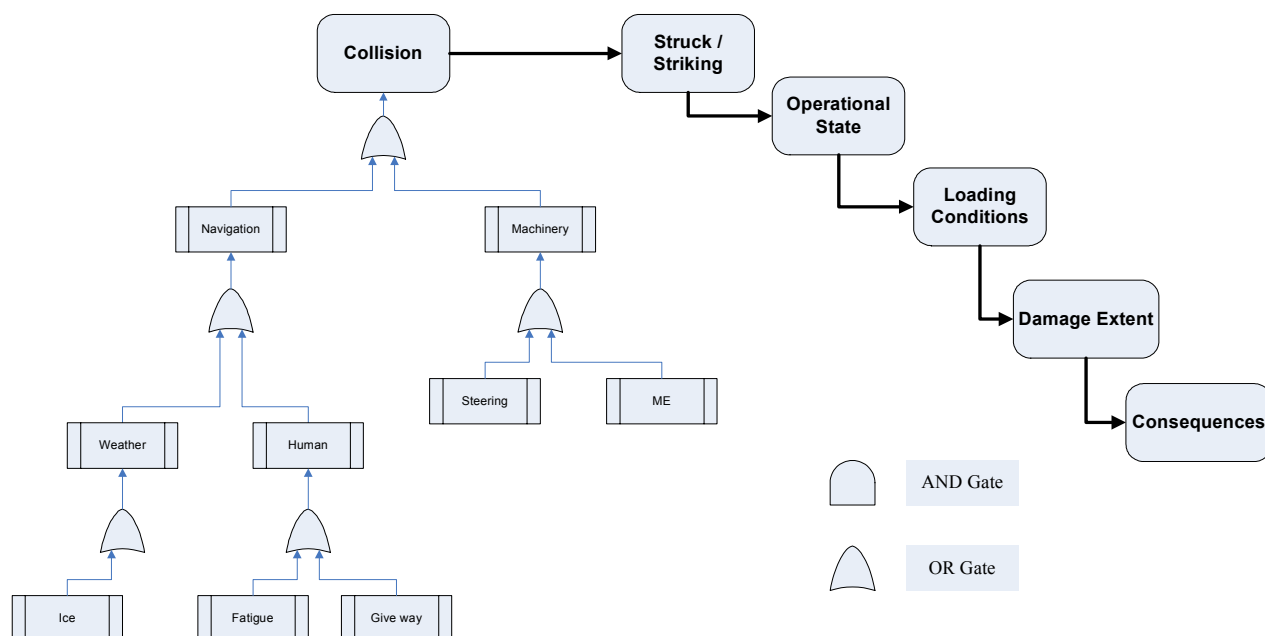 Collision
Struck /
Striking
Operational
State
Loading
Conditions
Navigation
Machinery
Damage Extent
Steering
ME
Consequences
Weather
Human
AND Gate
OR Gate
Ice
Fatigue
Give way